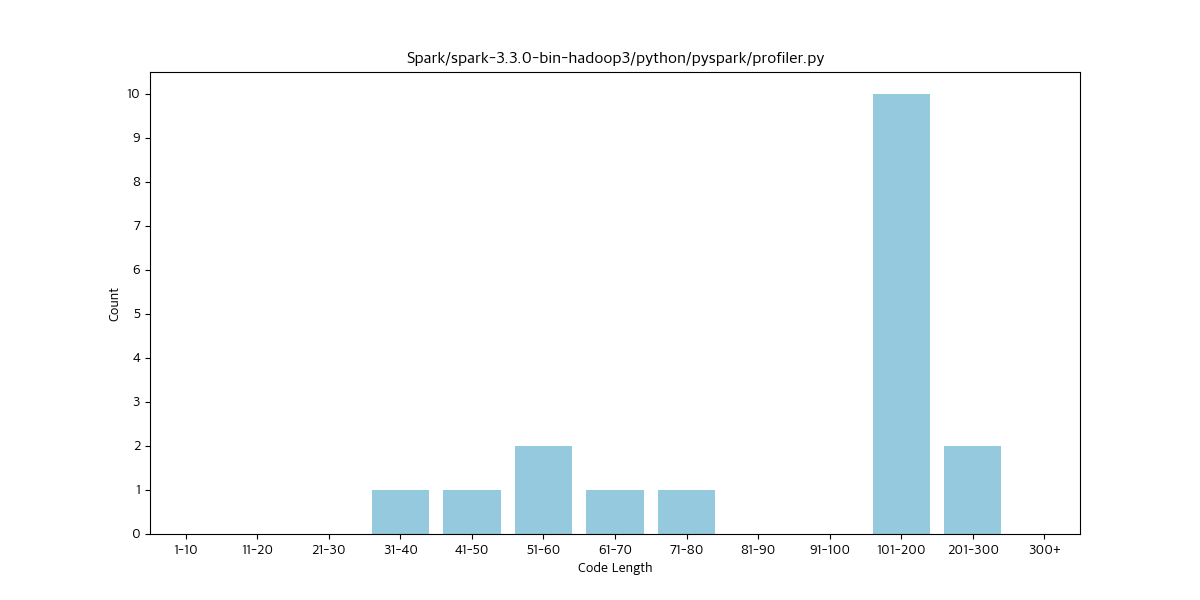 Spark/spark-3.3.0-bin-hadoop3/python/pyspark/profiler.py
10
9
8
7
6
5
4
3
2
1
0
Count
1-10 11-20 21-30 31-40 41-50 51-60 61-70 71-80 81-90 91-100 101-200 201-300 300+
Code Length